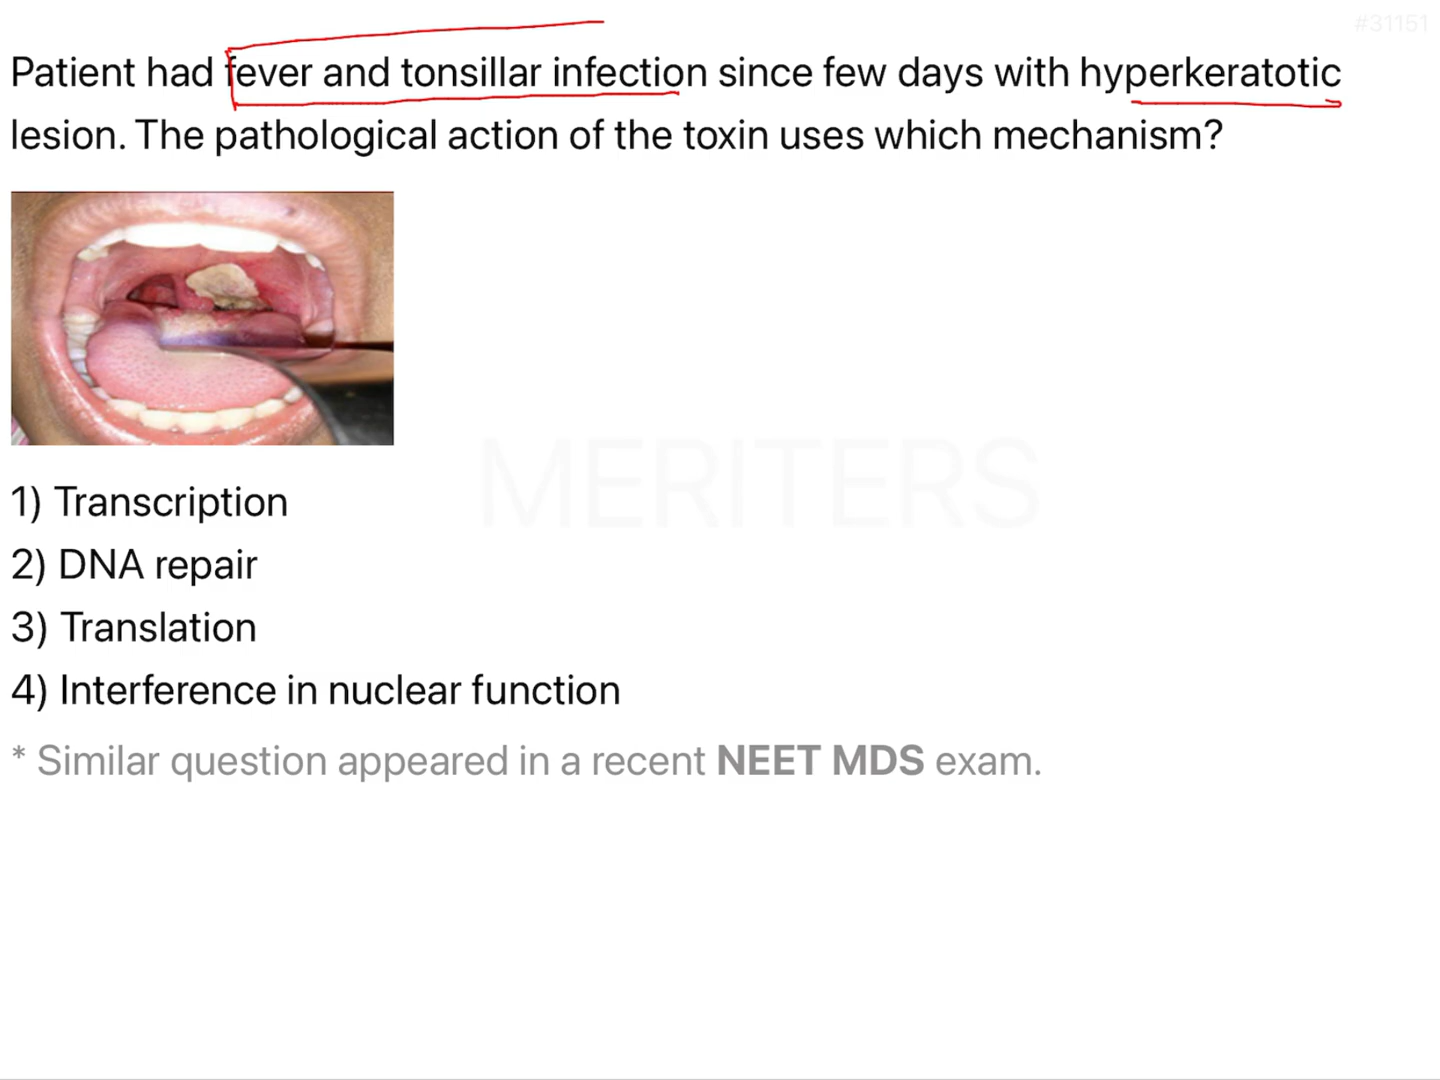 #31151
Patient had fever and tonsillar infection since few days with hyperkeratotic
lesion. The pathological action of the toxin uses which mechanism?
MERITERS
1) Transcription
2) DNA repair
3) Translation
4) Interference in nuclear function
* Similar question appeared in a recent NEET MDS exam.